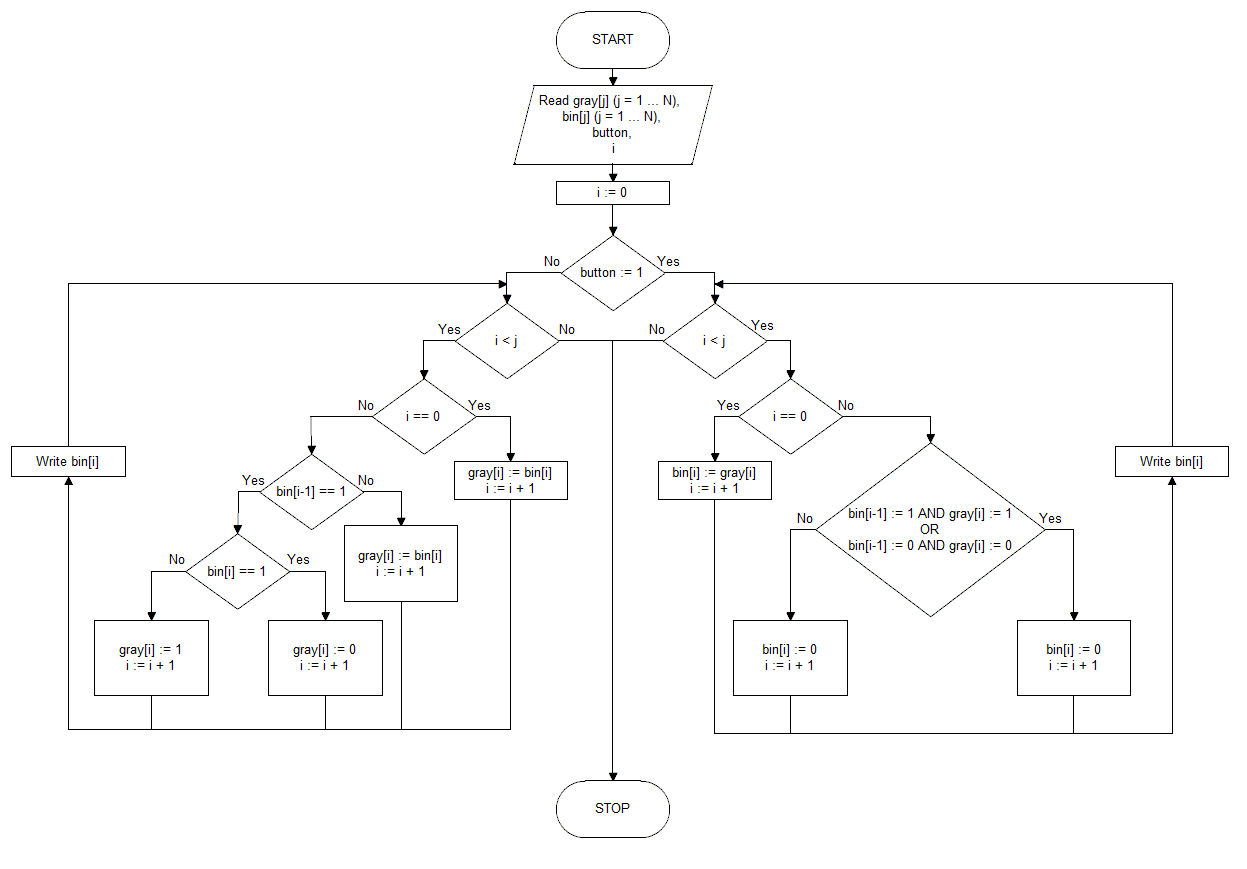 START
Read gray[j] (j = 1 ... N),
bin[j] (j = 1 ... N),
button,
i
i := 0
No
button := 1
Yes
Yes
i < j
No
No
i < j
Yes
No
i == 0
Yes
Yes
i == 0
No
Write bin[i]
gray[i] := bin[i]
i := i + 1
bin[i] := gray[i]
i := i + 1
Write bin[i]
Yes
bin[i-1] == 1
No
No
bin[i-1] := 1 AND gray[i] := 1
OR
bin[i-1] := 0 AND gray[i] := 0
Yes
gray[i] := bin[i]
i := i + 1
No
bin[i] == 1
Yes
gray[i] := 1
i := i + 1
gray[i] := 0
i := i + 1
bin[i] := 0
i := i + 1
bin[i] := 0
i := i + 1
STOP